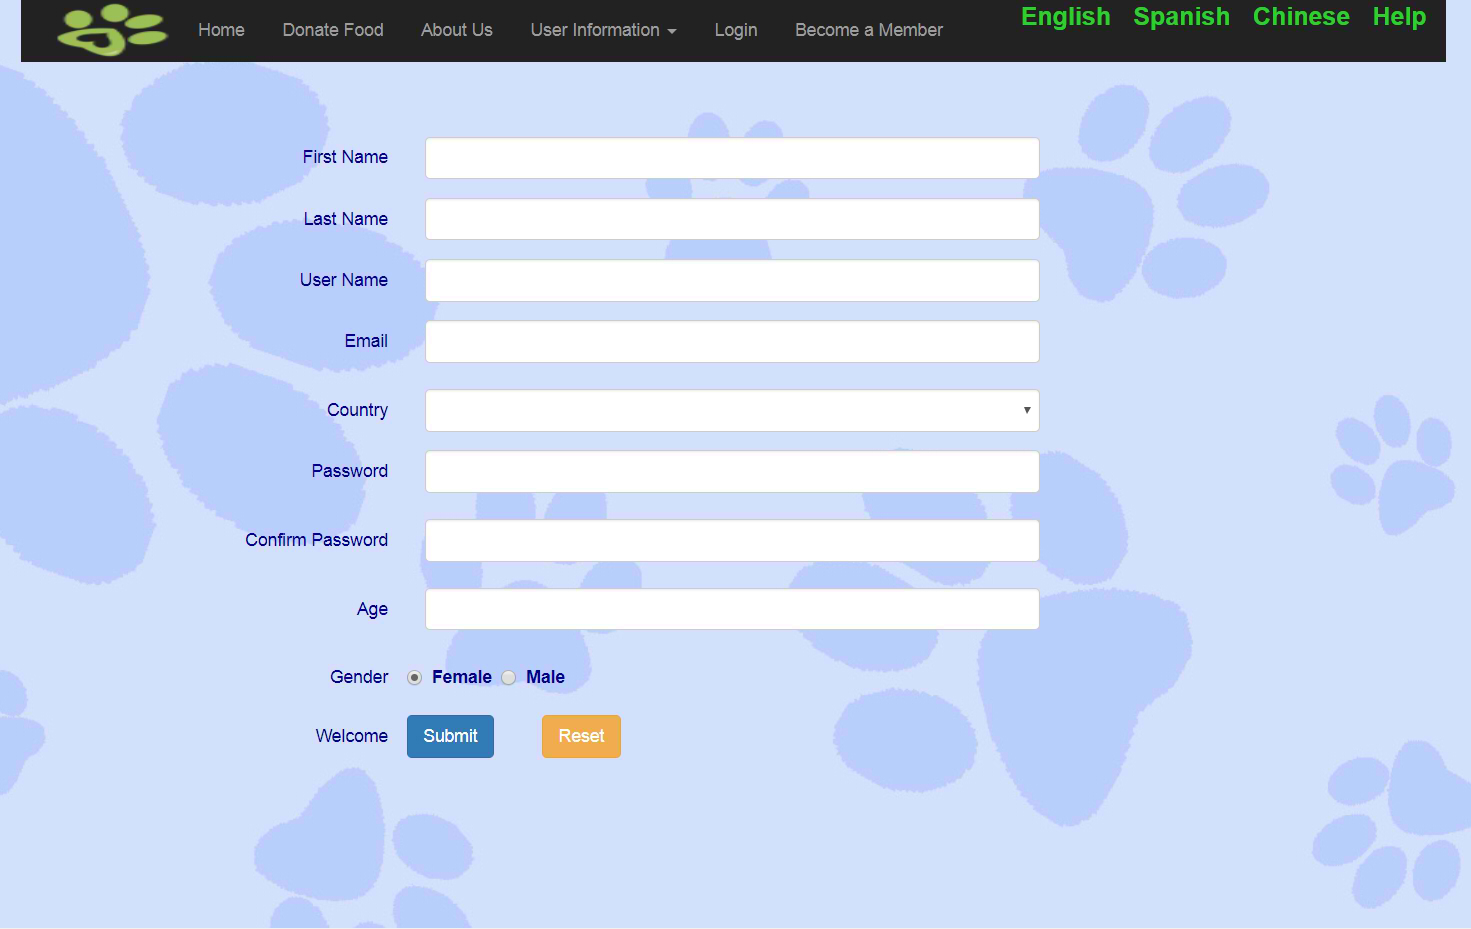 Home Donate Food About Us User Information Login Become a Member English Spanish Chinese Help
First Name
Last Name
User Name
Email
Country
Password
Confirm Password
Age
Gender Female Male
Welcome Submit Reset